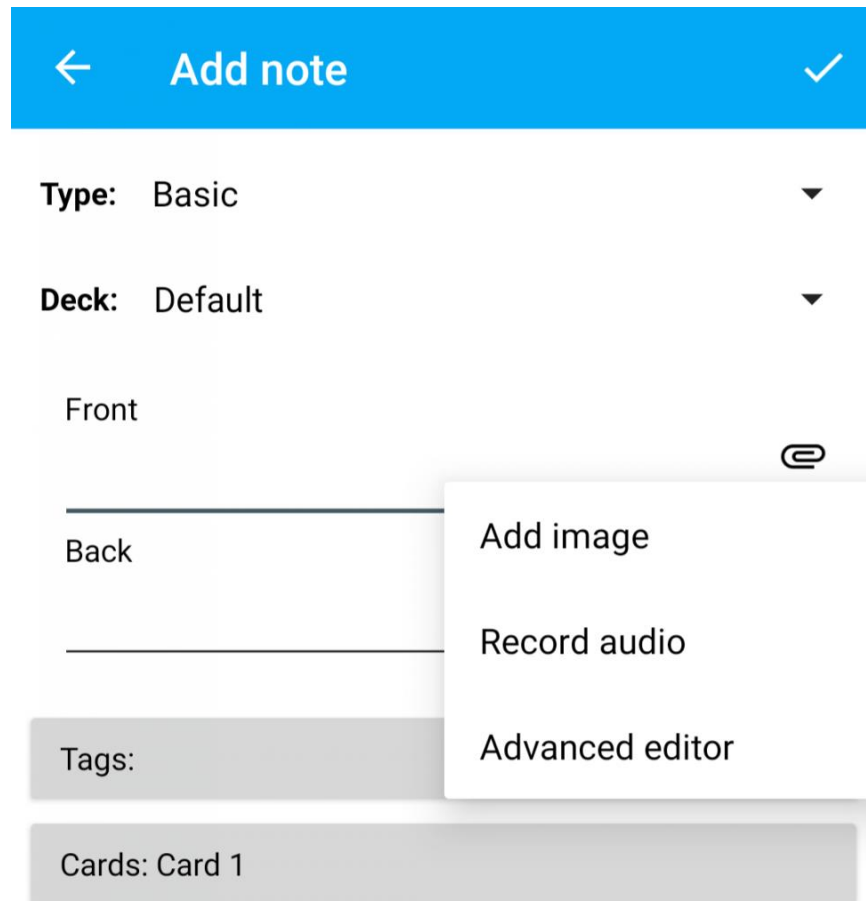 Add note
Type: Basic
Deck: Default
Front
Back
Add image
Record audio
Advanced editor
Tags:
Cards: Card 1